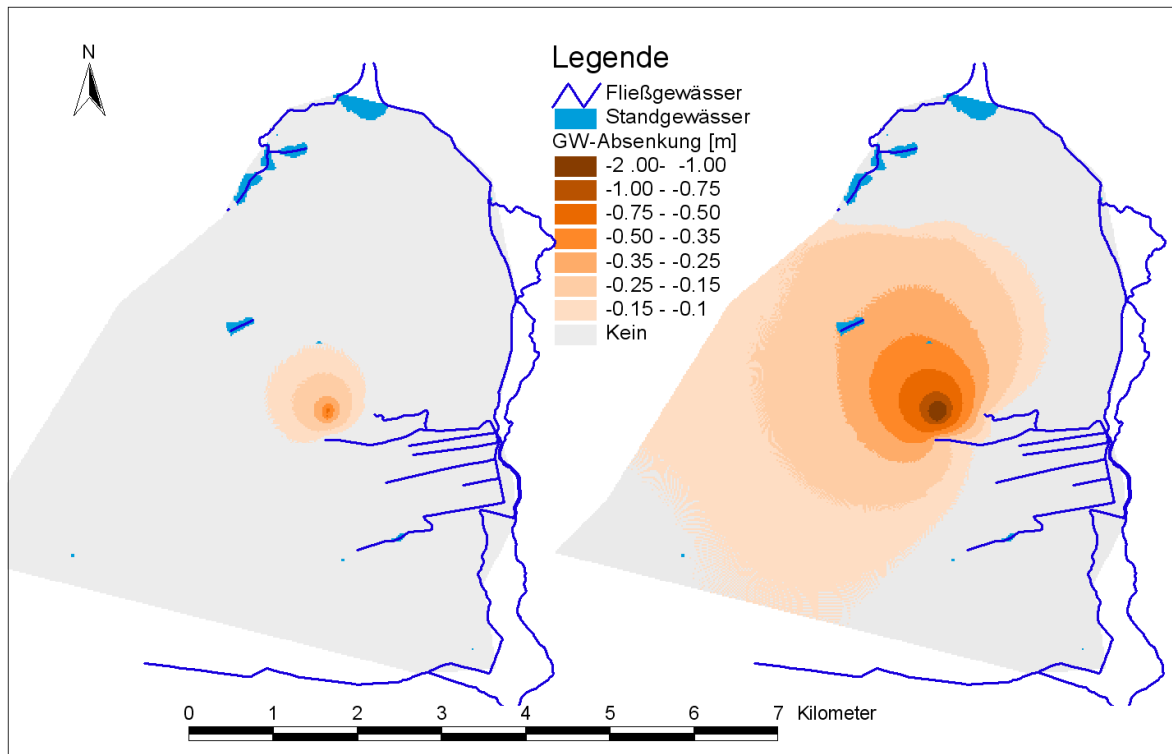 N
Legende
Fließgewässer
Standgewässer
GW-Absenkung [m]
-2 .00- -1.00
-1.00 - -0.75
-0.75 - -0.50
-0.50 - -0.35
-0.35 - -0.25
-0.25 - -0.15
-0.15 - -0.1
Kein
0 1 2 3 4 5 6 7 Kilometer